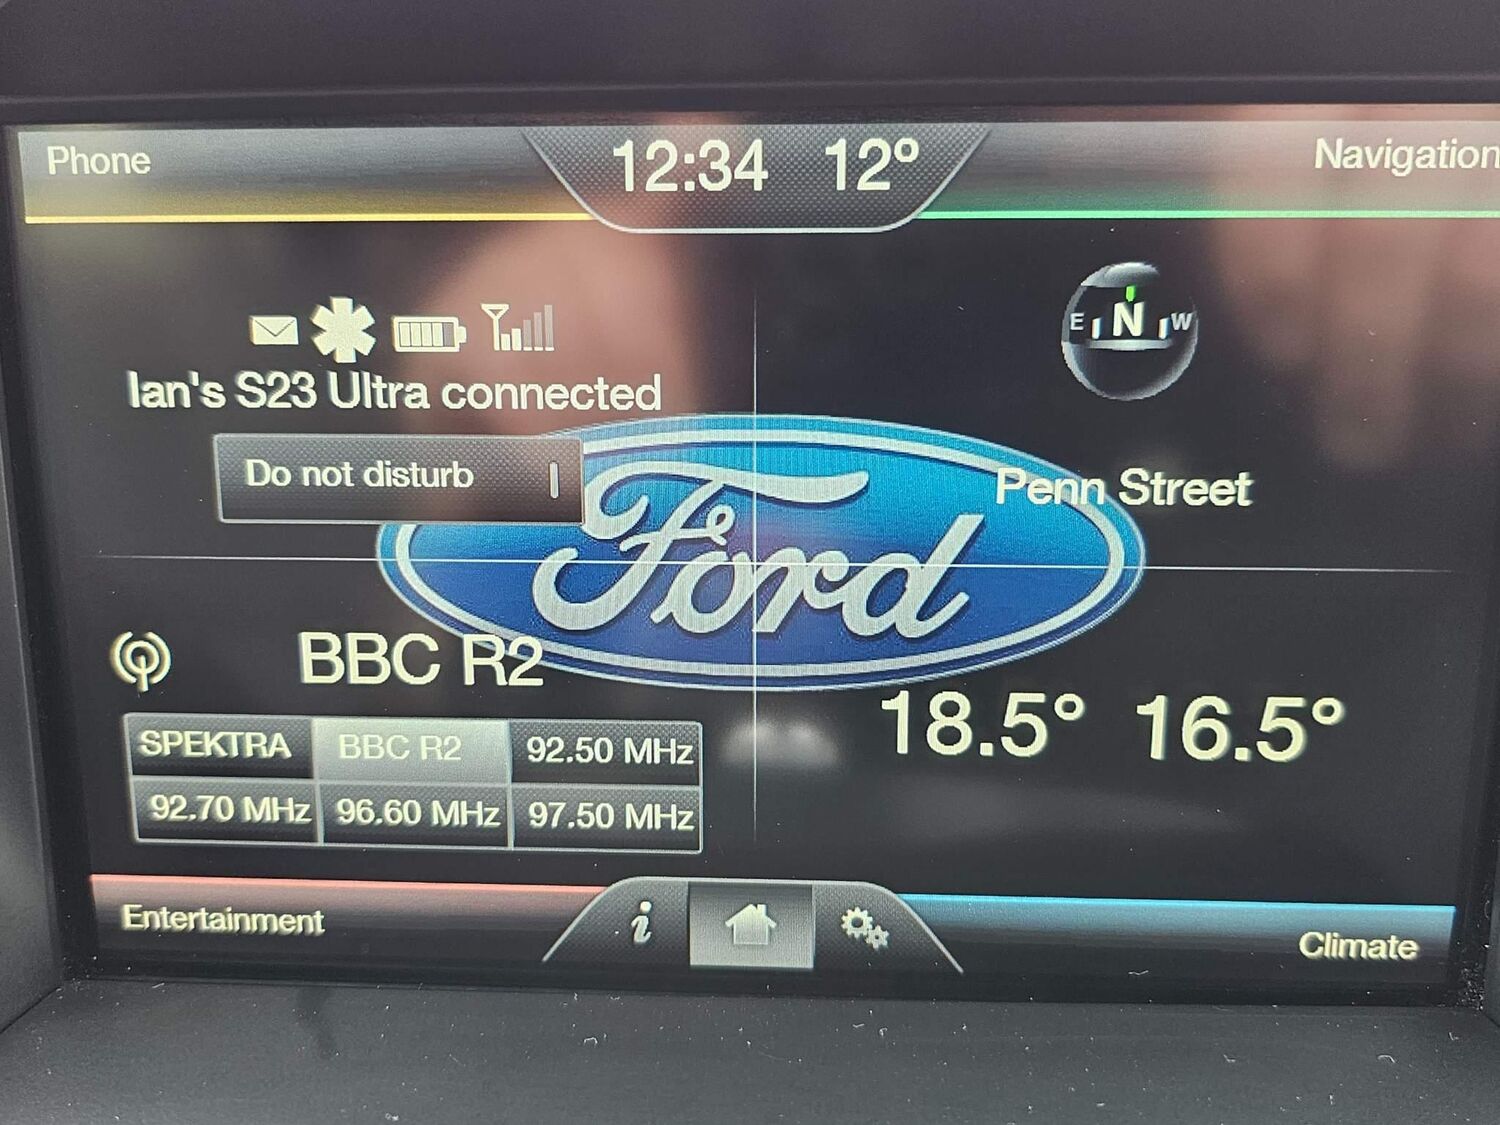 Phone
12:34 12°
Navigation
E N W
Ian's S23 Ultra connected
Do not disturb
Penn Street
Ford
BBC R2
SPEKTRA BBC R2 92.50 MHz
92.70 MHz 96.60 MHz 97.50 MHz
18.5° 16.5°
Entertainment
i
Climate